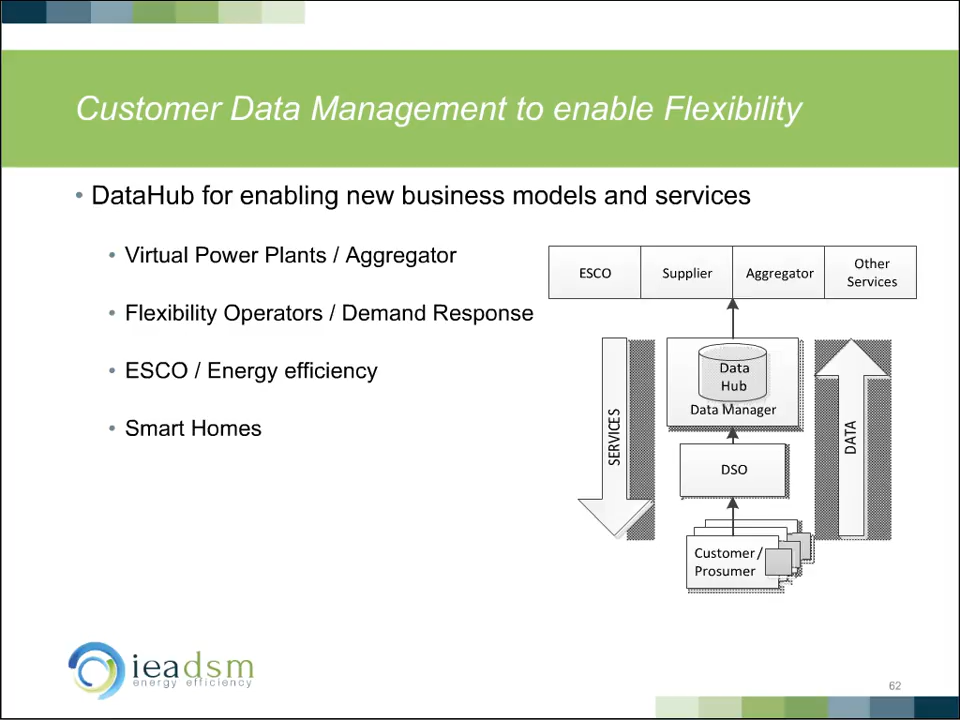 Customer Data Management to enable Flexibility
• DataHub for enabling new business models and services
• Virtual Power Plants / Aggregator
• Flexibility Operators / Demand Response
• ESCO / Energy efficiency
• Smart Homes
ESCO
Supplier
Aggregator
Other
Services
SERVICES
Data
Hub
Data Manager
DATA
DSO
Customer/
Prosumer
ieadsm
energy efficiency
62